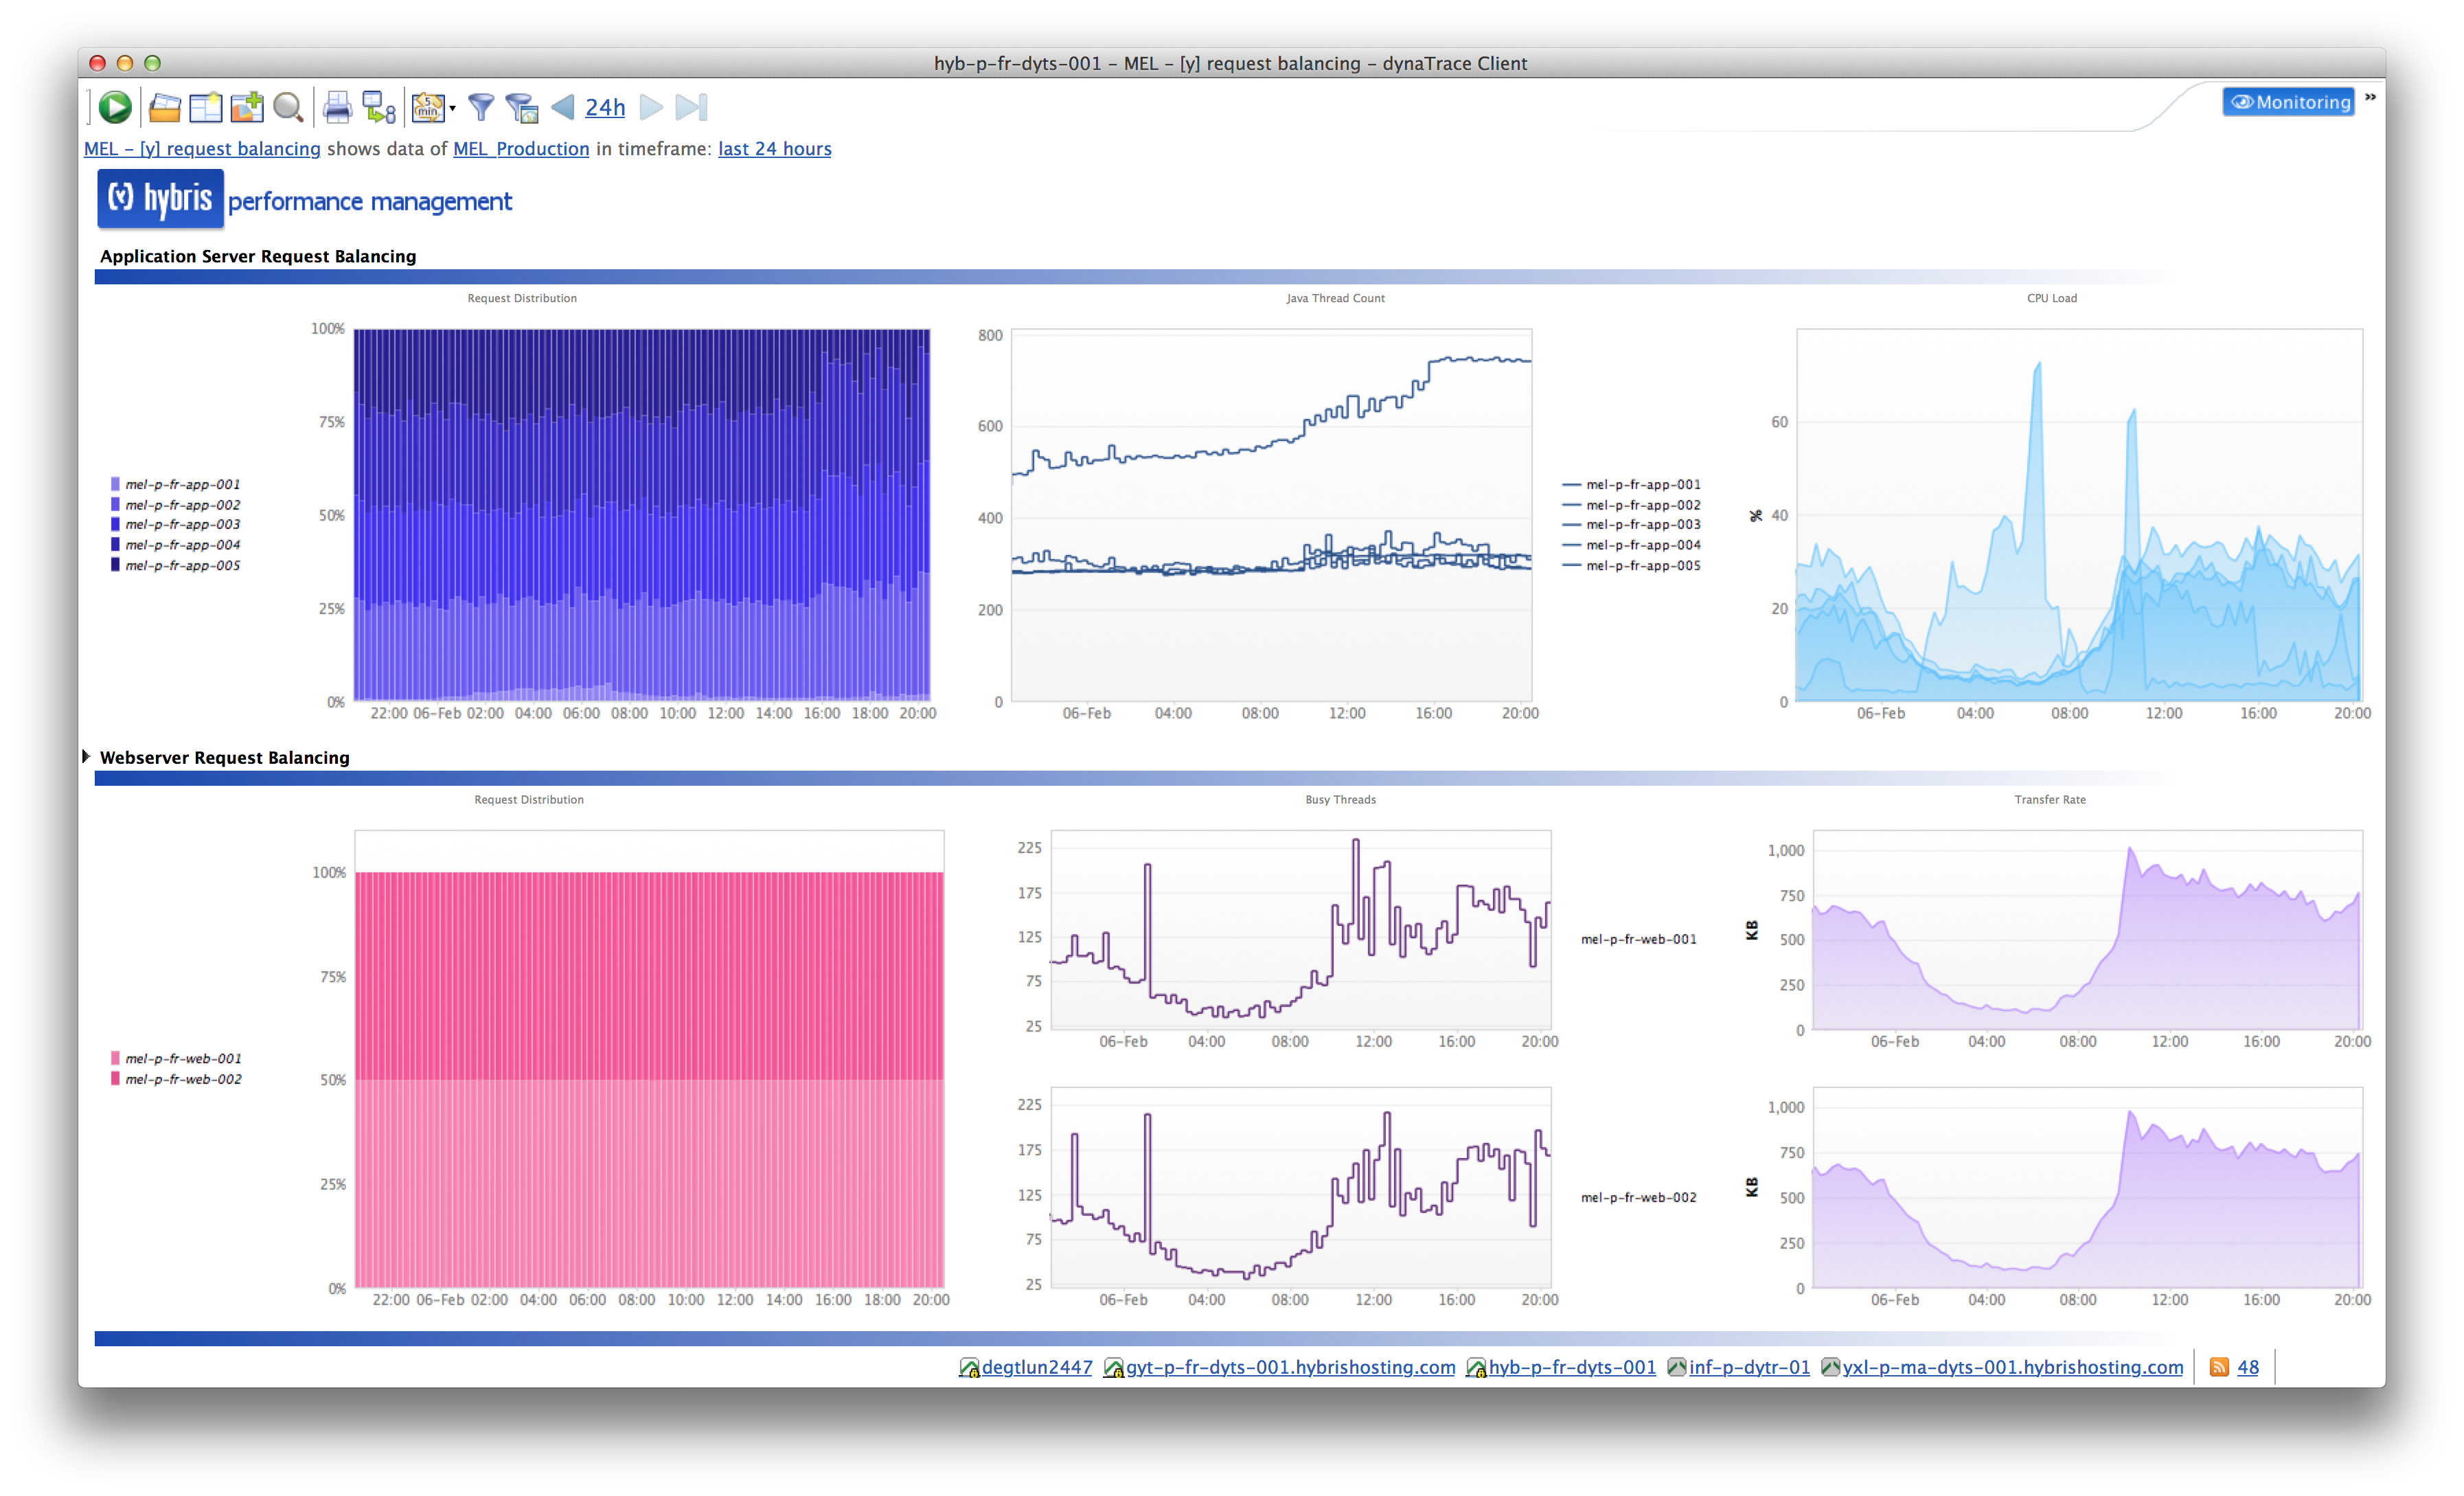 hyb-p-fr-dyts-001 – MEL – [y] request balancing – dynaTrace Client
5 min 24h Monitoring »
MEL – [y] request balancing shows data of MEL Production in timeframe: last 24 hours
(y) hybris performance management
Application Server Request Balancing
Request Distribution
100%
75%
50%
25%
0%
22:00 06-Feb 02:00 04:00 06:00 08:00 10:00 12:00 14:00 16:00 18:00 20:00
mel-p-fr-app-001
mel-p-fr-app-002
mel-p-fr-app-003
mel-p-fr-app-004
mel-p-fr-app-005
Java Thread Count
800
600
400
200
0
06-Feb 04:00 08:00 12:00 16:00 20:00
mel-p-fr-app-001
mel-p-fr-app-002
mel-p-fr-app-003
mel-p-fr-app-004
mel-p-fr-app-005
CPU Load
%
60
40
20
0
06-Feb 04:00 08:00 12:00 16:00 20:00
Webserver Request Balancing
Request Distribution
100%
75%
50%
25%
0%
22:00 06-Feb 02:00 04:00 06:00 08:00 10:00 12:00 14:00 16:00 18:00 20:00
mel-p-fr-web-001
mel-p-fr-web-002
Busy Threads
225
175
125
75
25
06-Feb 04:00 08:00 12:00 16:00 20:00
mel-p-fr-web-001
Transfer Rate
KB
1,000
750
500
250
0
06-Feb 04:00 08:00 12:00 16:00 20:00
225
175
125
75
25
06-Feb 04:00 08:00 12:00 16:00 20:00
mel-p-fr-web-002
KB
1,000
750
500
250
0
06-Feb 04:00 08:00 12:00 16:00 20:00
degtlun2447 gyt-p-fr-dyts-001.hybrishosting.com hyb-p-fr-dyts-001 inf-p-dytr-01 yxl-p-ma-dyts-001.hybrishosting.com 48